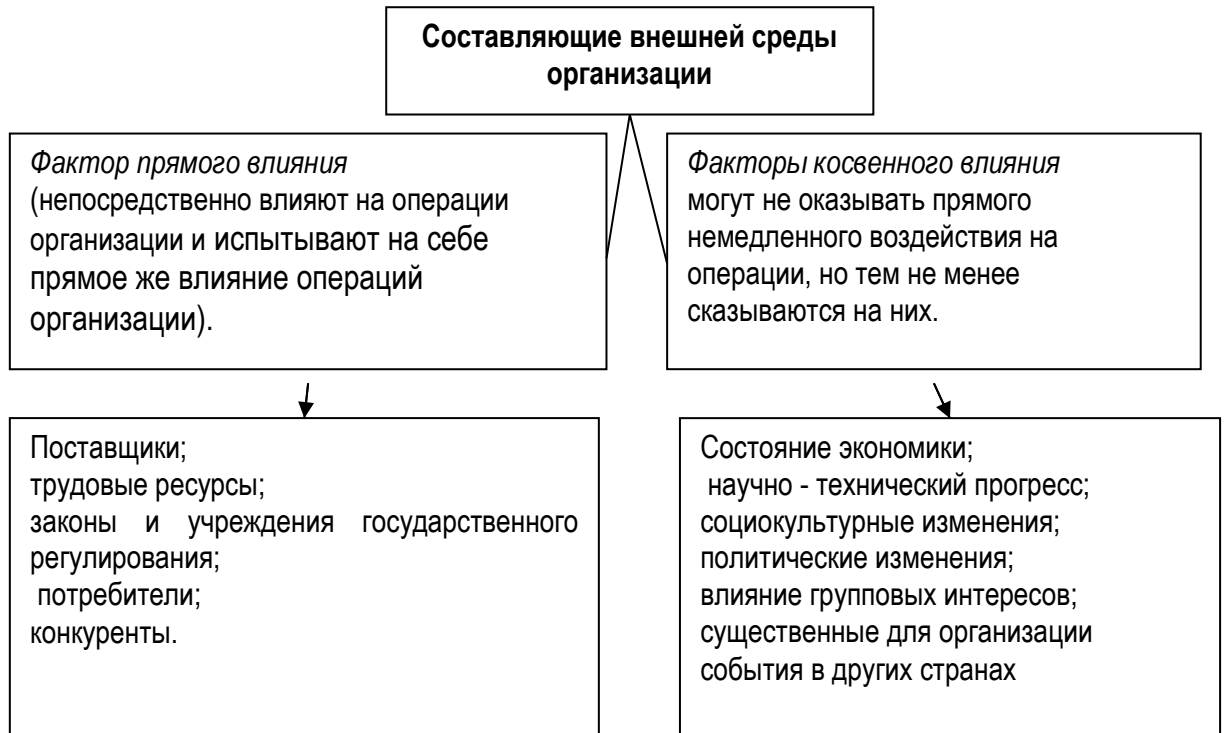 Составляющие внешней среды
организации
Фактор прямого влияния
(непосредственно влияют на операции
организации и испытывают на себе
прямое же влияние операций
организации).
Факторы косвенного влияния
могут не оказывать прямого
немедленного воздействия на
операции, но тем не менее
сказываются на них.
Поставщики;
трудовые ресурсы;
законы и учреждения государственного
регулирования;
потребители;
конкуренты.
Состояние экономики;
научно - технический прогресс;
социокультурные изменения;
политические изменения;
влияние групповых интересов;
существенные для организации
события в других странах